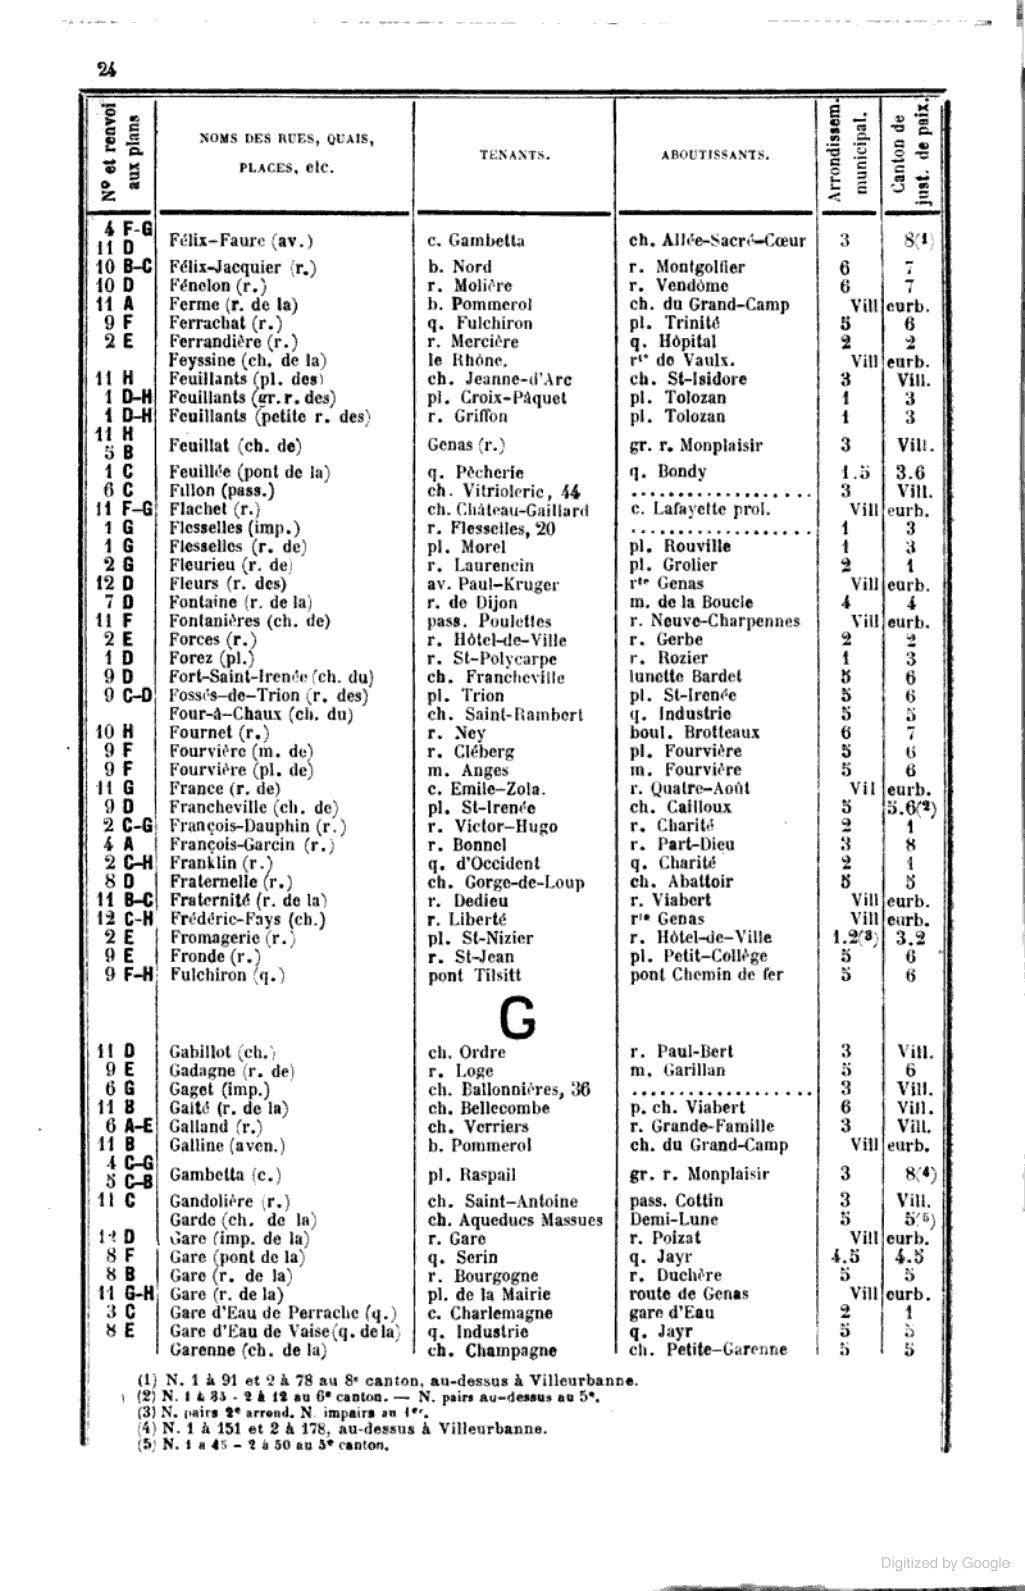 24
Nº et renvoi aux plans | NOMS DES RUES, QUAIS, PLACES, etc. | TENANTS. | ABOUTISSANTS. | Arrondissem. municipal. | Canton de just. de paix.
4 F-G 11 D Félix-Faure (av.) c. Gambetta ch. Allée-Sacré-Cœur 3 8(1)
10 B-C Félix-Jacquier (r.) b. Nord r. Montgolfier 6 7
10 D Fénelon (r.) r. Molière r. Vendôme 6 7
11 A Ferme (r. de la) b. Pommerol ch. du Grand-Camp Villeurb.
9 F Ferrachat (r.) q. Fulchiron pl. Trinité 5 6
2 E Ferrandière (r.) r. Mercière q. Hôpital 2 2
Feyssine (ch. de la) le Rhône. rte de Vaulx. Villeurb.
11 H Feuillants (pl. des) ch. Jeanne-d'Arc ch. St-Isidore 3 Vill.
1 D-H Feuillants (gr. r. des) pl. Croix-Pâquet pl. Tolozan 1 3
1 D-H Feuillants (petite r. des) r. Griffon pl. Tolozan 1 3
11 H 5 B Feuillat (ch. de) Genas (r.) gr. r. Monplaisir 3 Vill.
1 C Feuillée (pont de la) q. Pêcherie q. Bondy 1.5 3.6
6 C Fillon (pass.) ch. Vitriolerie, 44 .................. 3 Vill.
11 F-G Flachet (r.) ch. Château-Gaillard c. Lafayette prol. Villeurb.
1 G Flesselles (imp.) r. Flesselles, 20 .................. 1 3
1 G Flesselles (r. de) pl. Morel pl. Rouville 1 3
2 G Fleurieu (r. de) r. Laurencin pl. Grolier 2 1
12 D Fleurs (r. des) av. Paul-Kruger rte Genas Villeurb.
7 D Fontaine (r. de la) r. de Dijon m. de la Boucle 4 4
11 F Fontanières (ch. de) pass. Poulettes r. Neuve-Charpennes Villeurb.
2 E Forces (r.) r. Hôtel-de-Ville r. Gerbe 2 2
1 D Forez (pl.) r. St-Polycarpe r. Rozier 1 3
9 D Fort-Saint-Irenée (ch. du) ch. Francheville lunette Bardet 5 6
9 C-D Fossés-de-Trion (r. des) pl. Trion pl. St-Irenée 5 6
Four-à-Chaux (ch. du) ch. Saint-Rambert q. Industrie 5 5
10 H Fournet (r.) r. Ney boul. Brotteaux 6 7
9 F Fourvière (m. de) r. Cléberg pl. Fourvière 5 6
9 F Fourvière (pl. de) m. Anges m. Fourvière 5 6
11 G France (r. de) c. Emile-Zola. r. Quatre-Août Vil eurb.
9 D Francheville (ch. de) pl. St-Irenée ch. Cailloux 5 5.6(2)
2 C-G François-Dauphin (r.) r. Victor-Hugo r. Charité 2 1
4 A François-Garcin (r.) r. Bonnel r. Part-Dieu 3 8
2 C-H Franklin (r.) q. d'Occident q. Charité 2 1
8 D Fraternelle (r.) ch. Gorge-de-Loup ch. Abattoir 5 5
11 B-C Fraternité (r. de la) r. Dedieu r. Viabert Villeurb.
12 C-H Frédéric-Fays (ch.) r. Liberté rte Genas Villeurb.
2 E Fromagerie (r.) pl. St-Nizier r. Hôtel-de-Ville 1.2(3) 3.2
9 E Fronde (r.) r. St-Jean pl. Petit-Collège 5 6
9 F-H Fulchiron (q.) pont Tilsitt pont Chemin de fer 5 6
G
11 D Gabillot (ch.) ch. Ordre r. Paul-Bert 3 Vill.
9 E Gadagne (r. de) r. Loge m. Garillan 5 6
6 G Gaget (imp.) ch. Ballonnières, 36 .................. 3 Vill.
11 B Gaité (r. de la) ch. Bellecombe p. ch. Viabert 6 Vill.
6 A-E Galland (r.) ch. Verriers r. Grande-Famille 3 Vill.
11 B Galline (aven.) b. Pommerol ch. du Grand-Camp Villeurb.
4 C-G 5 C-B Gambetta (c.) pl. Raspail gr. r. Monplaisir 3 8(4)
11 C Gandolière (r.) ch. Saint-Antoine pass. Cottin 3 Vill.
Garde (ch. de la) ch. Aqueducs Massues Demi-Lune 5 5(5)
12 D Gare (imp. de la) r. Gare r. Poizat Villeurb.
8 F Gare (pont de la) q. Serin q. Jayr 4.5 4.5
8 B Gare (r. de la) r. Bourgogne r. Duchère 5 5
11 G-H Gare (r. de la) pl. de la Mairie route de Genas Villeurb.
3 C Gare d'Eau de Perrache (q.) c. Charlemagne gare d'Eau 2 1
8 E Gare d'Eau de Vaise (q. de la) q. Industrie q. Jayr 5 5
Garenne (ch. de la) ch. Champagne ch. Petite-Garenne 5 5
(1) N. 1 à 91 et 2 à 78 au 8e canton, au-dessus à Villeurbanne.
(2) N. 1 à 35 - 2 à 12 au 6e canton. — N. pairs au-dessus au 5e.
(3) N. pairs 2e arrond. N. impairs au 1er.
(4) N. 1 à 151 et 2 à 178, au-dessus à Villeurbanne.
(5) N. 1 a 45 - 2 à 50 au 5e canton.
Digitized by Google